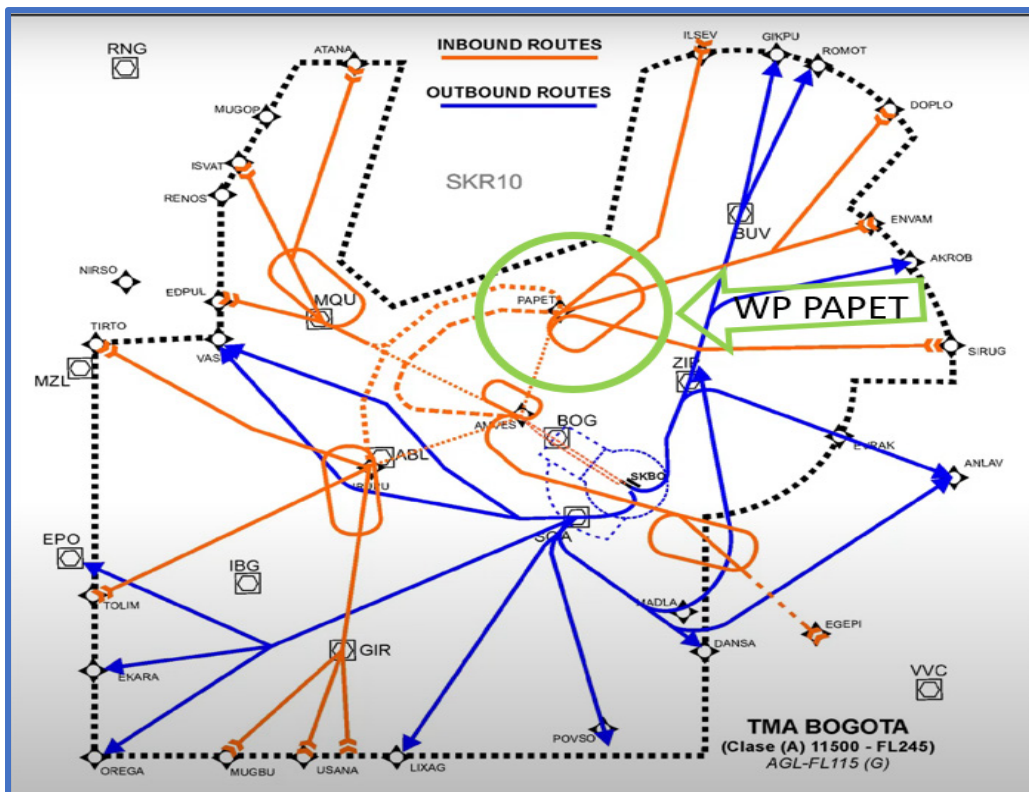 RNG
ATANA
INBOUND ROUTES
OUTBOUND ROUTES
ILSEV
GIKPU
ROMOT
DOPLO
MUGOP
ISVAT
RENOS
SKR10
BUV
ENVAM
AKROB
NIRSO
EDPUL
MQU
PAPET
WP PAPET
TIRTO
VAS
MZL
SIRUG
ZIP
AMVES
BOG
EVRAK
ABL
IRUPU
SKBO
ANLAV
SOA
EPO
IBG
TOLIM
MADLA
EGEPI
DANSA
GIR
EKARA
VVC
TMA BOGOTA
(Clase (A) 11500 - FL245)
AGL-FL115 (G)
POVSO
OREGA
MUGBU
USANA
LIXAG